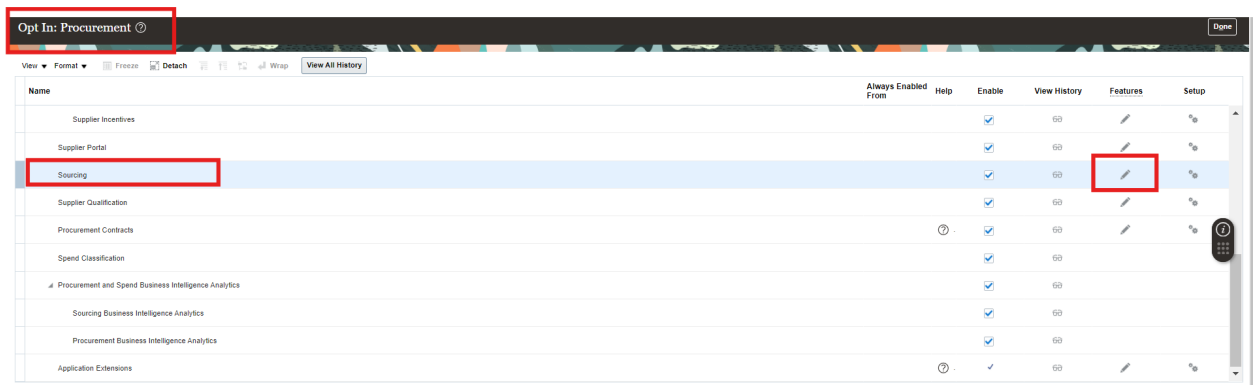 Opt In: Procurement
Done
View Format Freeze Detach Wrap View All History
Name Always Enabled From Help Enable View History Features Setup
Supplier Incentives
Supplier Portal
Sourcing
Supplier Qualification
Procurement Contracts
Spend Classification
Procurement and Spend Business Intelligence Analytics
Sourcing Business Intelligence Analytics
Procurement Business Intelligence Analytics
Application Extensions